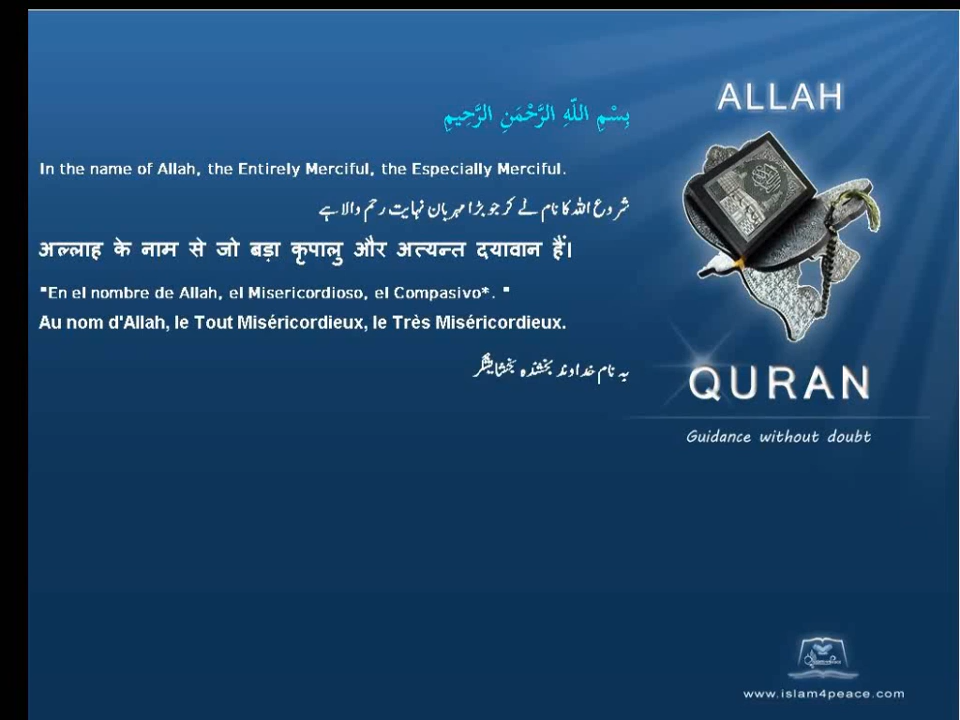 بِسْمِ اللَّهِ الرَّحْمَنِ الرَّحِيمِ
In the name of Allah, the Entirely Merciful, the Especially Merciful.
شروع الله کا نام لے کر جو بڑا مہربان نہایت رحم والا ہے
अल्लाह के नाम से जो बड़ा कृपालु और अत्यन्त दयावान हैं।
"En el nombre de Allah, el Misericordioso, el Compasivo*. "
Au nom d'Allah, le Tout Miséricordieux, le Très Miséricordieux.
به نام خداوند بخشنده بخشایشگر
ALLAH
QURAN
Guidance without doubt
www.islam4peace.com